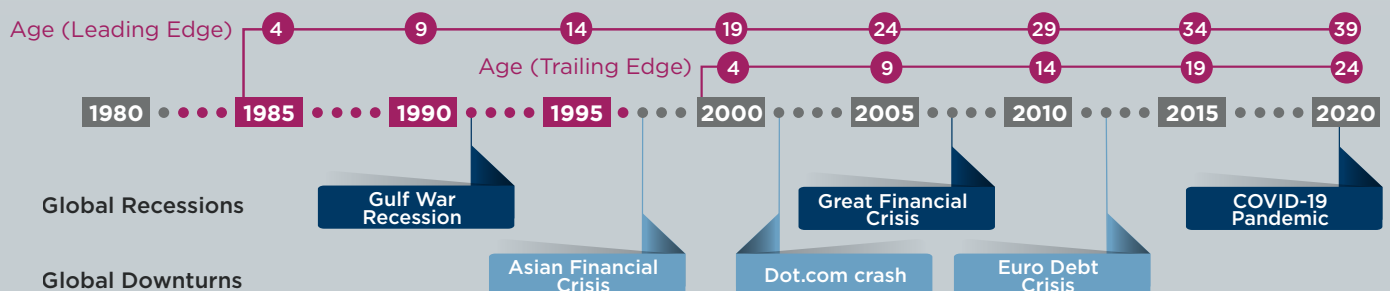 Age (Leading Edge) 4 9 14 19 24 29 34 39
Age (Trailing Edge) 4 9 14 19 24
1980 1985 1990 1995 2000 2005 2010 2015 2020
Global Recessions
Gulf War
Recession
Great Financial
Crisis
COVID-19
Pandemic
Global Downturns
Asian Financial
Crisis
Dot.com crash
Euro Debt
Crisis